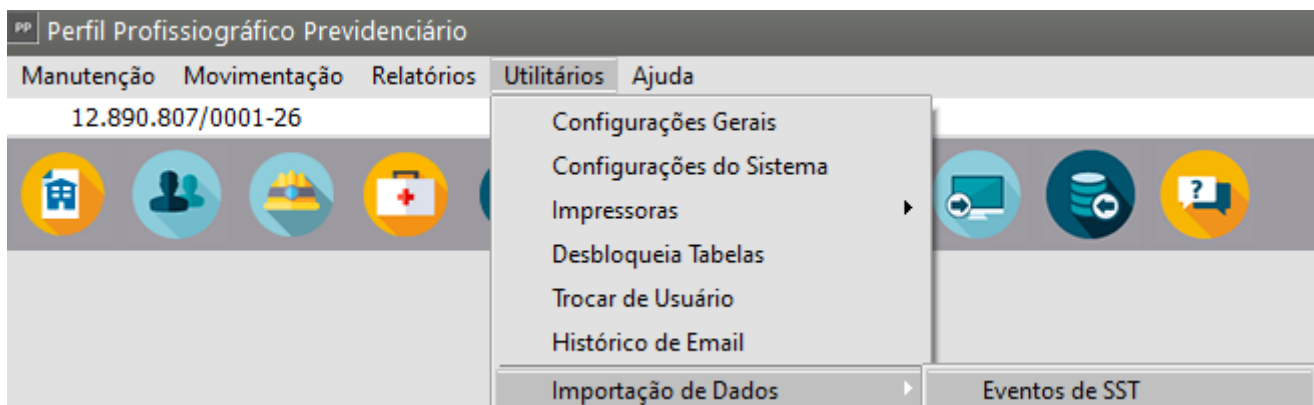 PP Perfil Profissiográfico Previdenciário
Manutenção Movimentação Relatórios Utilitários Ajuda
12.890.807/0001-26
Configurações Gerais
Configurações do Sistema
Impressoras
Desbloqueia Tabelas
Trocar de Usuário
Histórico de Email
Importação de Dados Eventos de SST
?